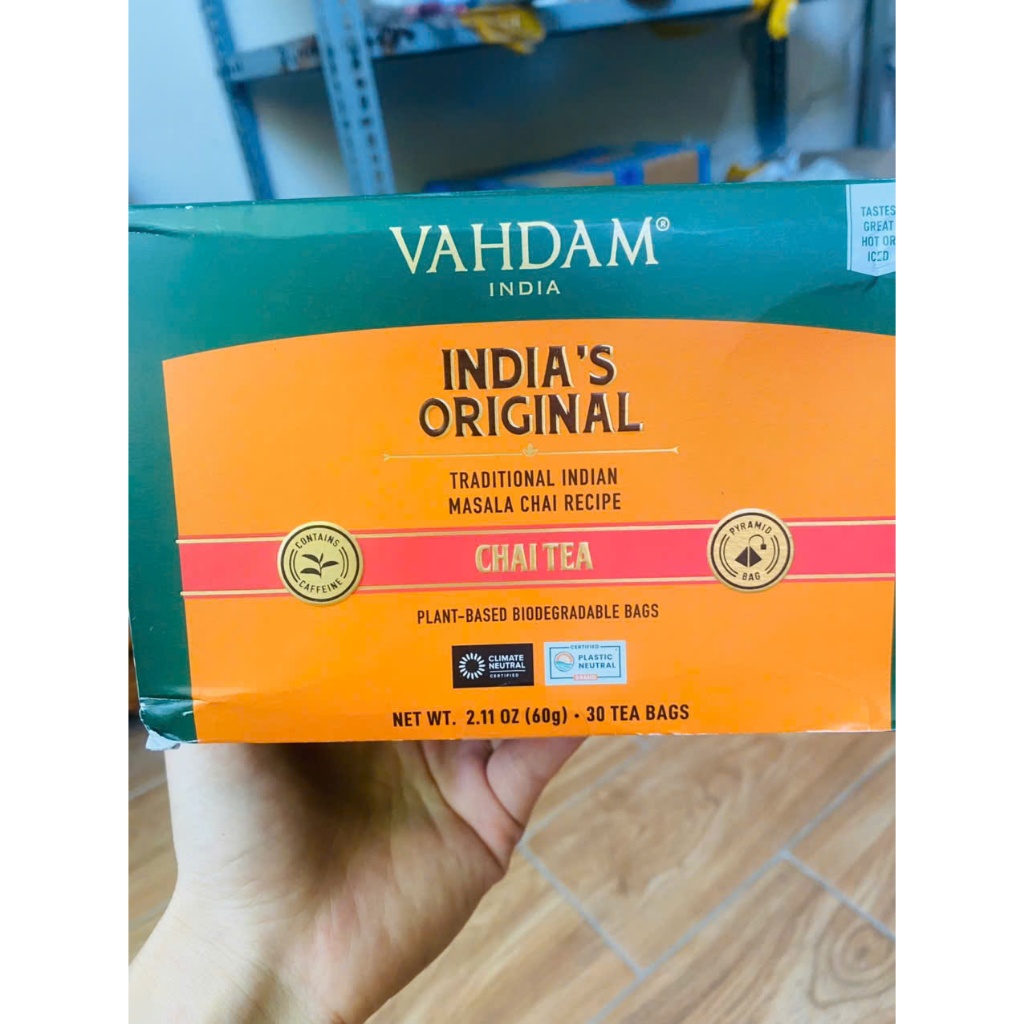 VAHDAM®
INDIA
TASTES
GREAT
HOT OR
ICED
INDIA'S
ORIGINAL
TRADITIONAL INDIAN
MASALA CHAI RECIPE
CONTAINS
CAFFEINE
CHAI TEA
PYRAMID
BAG
PLANT-BASED BIODEGRADABLE BAGS
CLIMATE
NEUTRAL
CERTIFIED
CERTIFIED
PLASTIC
NEUTRAL
BRAND
NET WT. 2.11 OZ (60g) • 30 TEA BAGS